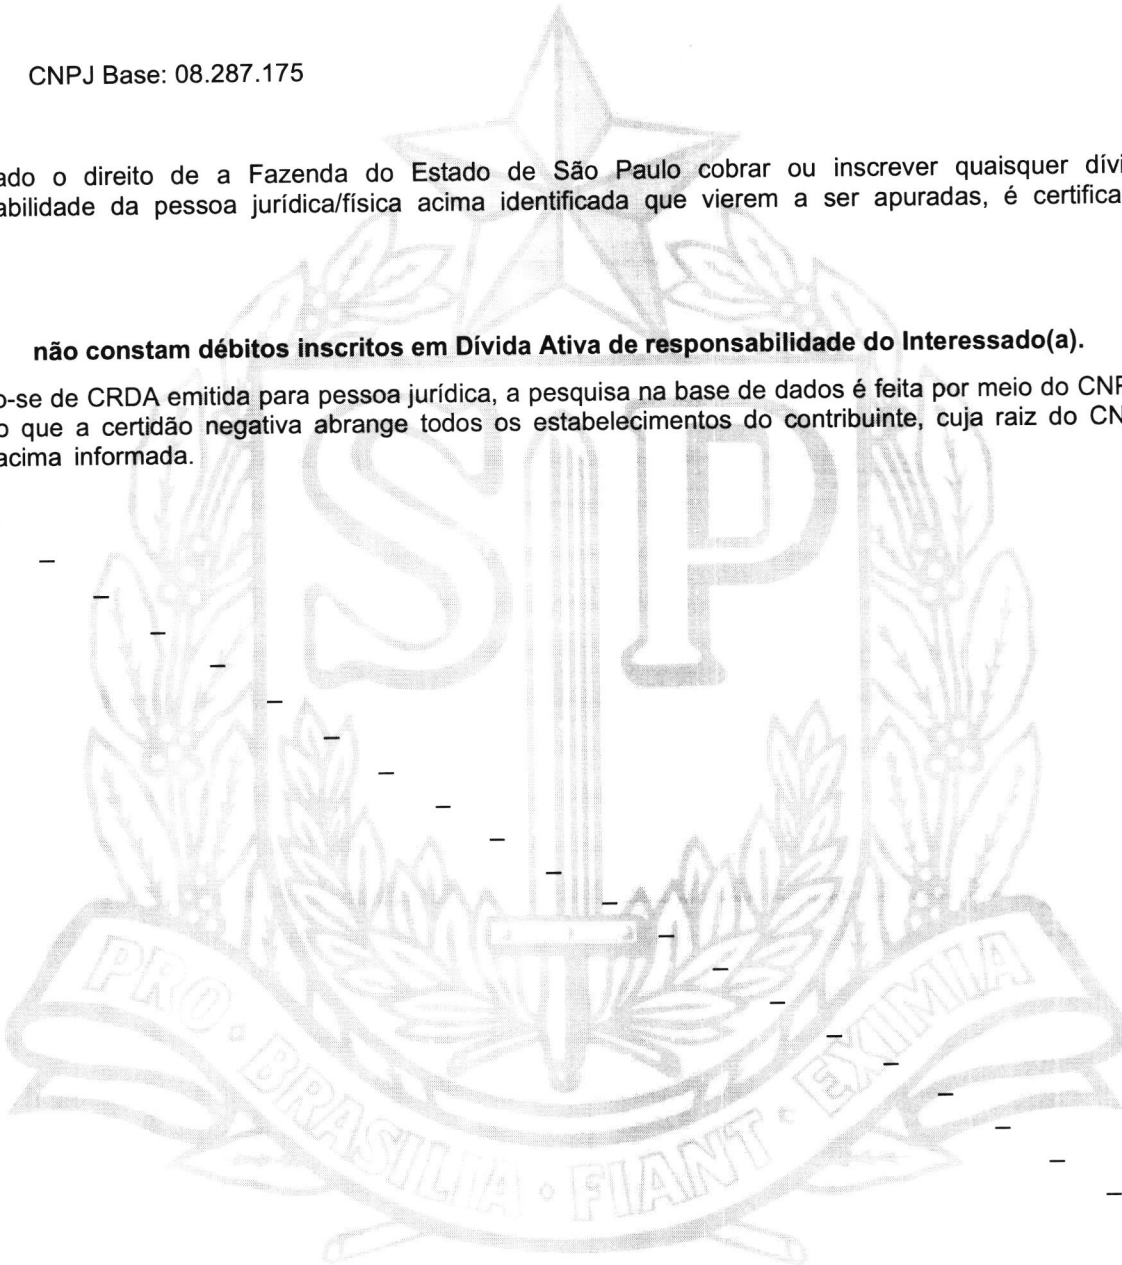 CNPJ Base: 08.287.175
ado o direito de a Fazenda do Estado de São Paulo cobrar ou inscrever quaisquer dívi
abilidade da pessoa jurídica/física acima identificada que vierem a ser apuradas, é certifica
não constam débitos inscritos em Dívida Ativa de responsabilidade do Interessado(a).
o-se de CRDA emitida para pessoa jurídica, a pesquisa na base de dados é feita por meio do CNP
o que a certidão negativa abrange todos os estabelecimentos do contribuinte, cuja raiz do CN
acima informada.
SP
PRO · BRASILIA · FIANT · EXIMIA